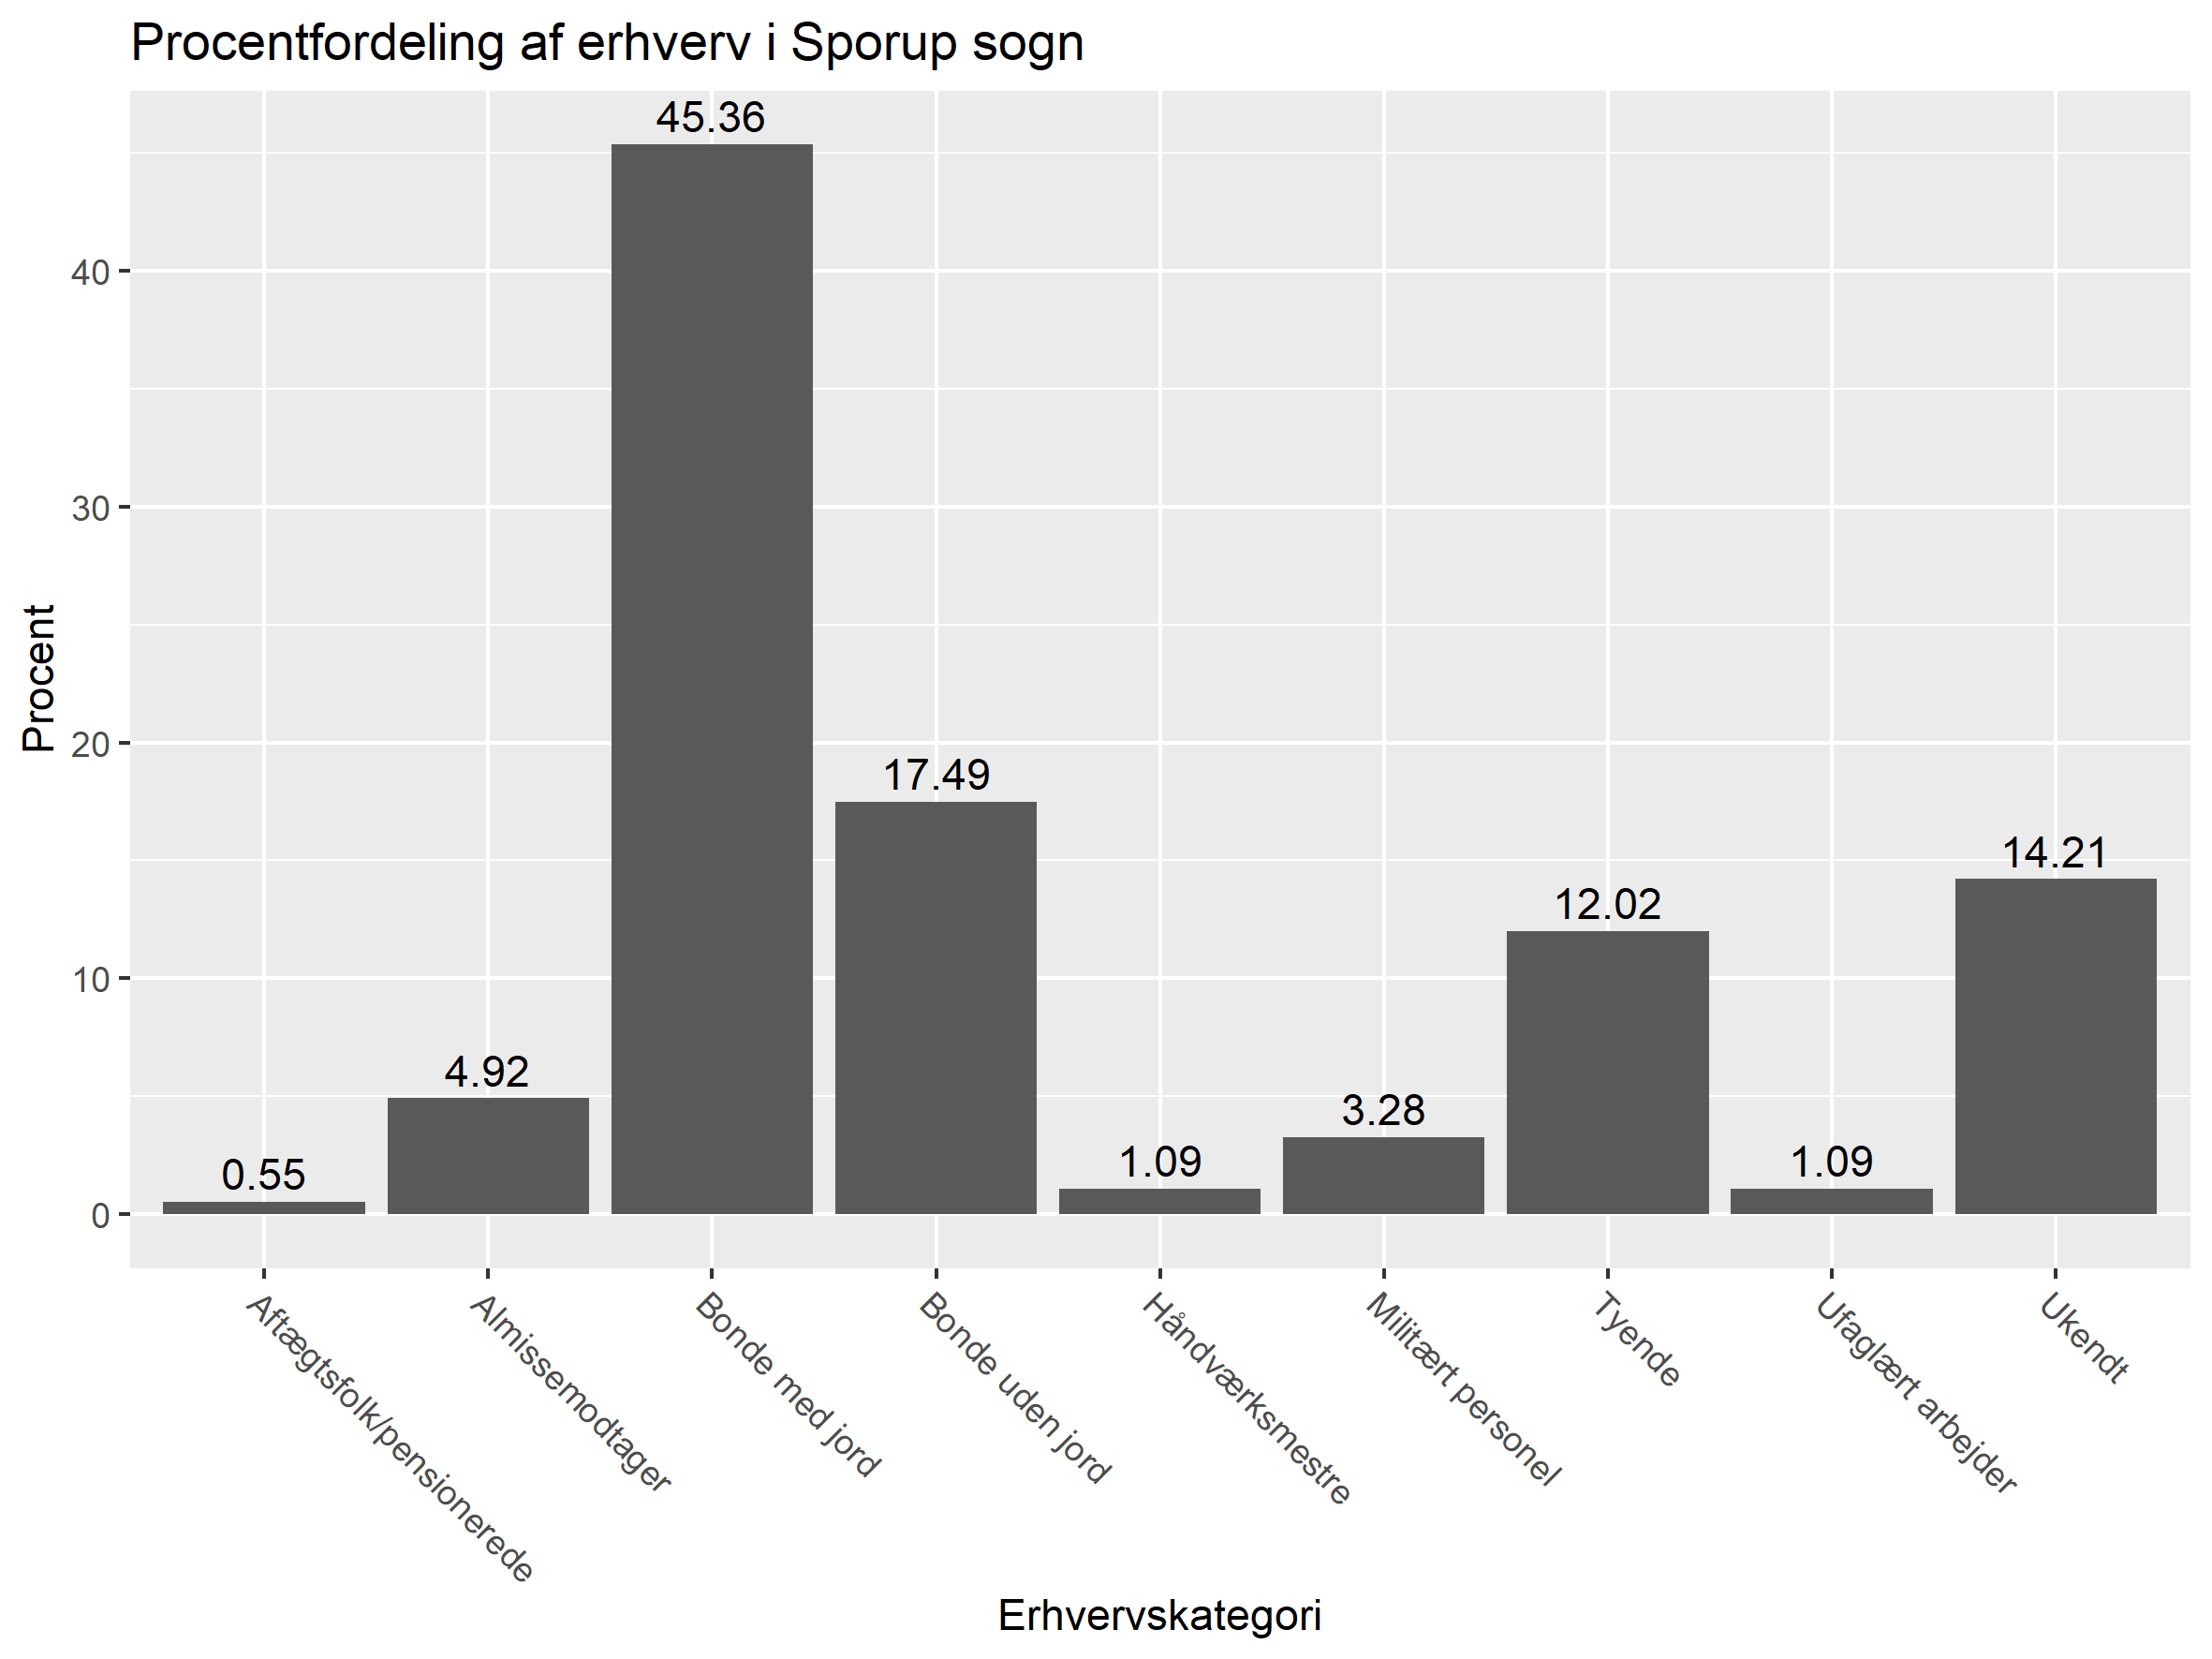 Procentfordeling af erhverv i Sporup sogn
Procent
40
30
20
10
0
0.55
4.92
45.36
17.49
1.09
3.28
12.02
1.09
14.21
Aftægtsfolk/pensionerede
Almissemodtager
Bonde med jord
Bonde uden jord
Håndværksmestre
Militært personel
Tyende
Ufaglært arbejder
Ukendt
Erhvervskategori